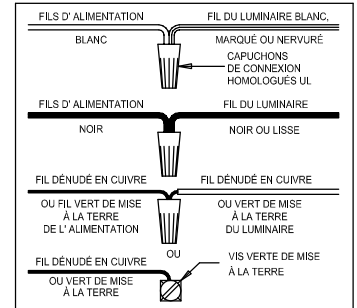 FILS D' ALIMENTATION
FIL DU LUMINAIRE BLANC,
BLANC
MARQUÉ OU NERVURÉ
CAPUCHONS
DE CONNEXION
HOMOLOGUÉS UL
FILS D' ALIMENTATION
FIL DU LUMINAIRE
NOIR
NOIR OU LISSE
FIL DÉNUDÉ EN CUIVRE
FIL DÉNUDÉ EN CUIVRE
OU FIL VERT DE MISE
À LA TERRE
DE L' ALIMENTATION
OU VERT DE MISE
À LA TERRE
DU LUMINAIRE
OU
FIL DÉNUDÉ EN CUIVRE
OU VERT DE MISE
À LA TERRE
VIS VERTE DE MISE
À LA TERRE